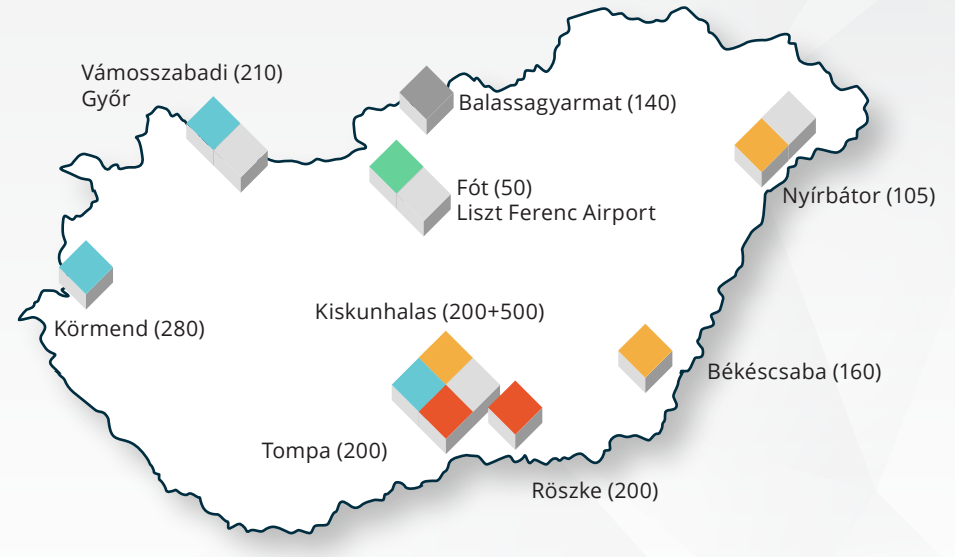 Vámosszabadi (210)
Győr
Balassagyarmat (140)
Fót (50)
Liszt Ferenc Airport
Nyírbátor (105)
Körmend (280)
Kiskunhalas (200+500)
Békéscsaba (160)
Tompa (200)
Röszke (200)